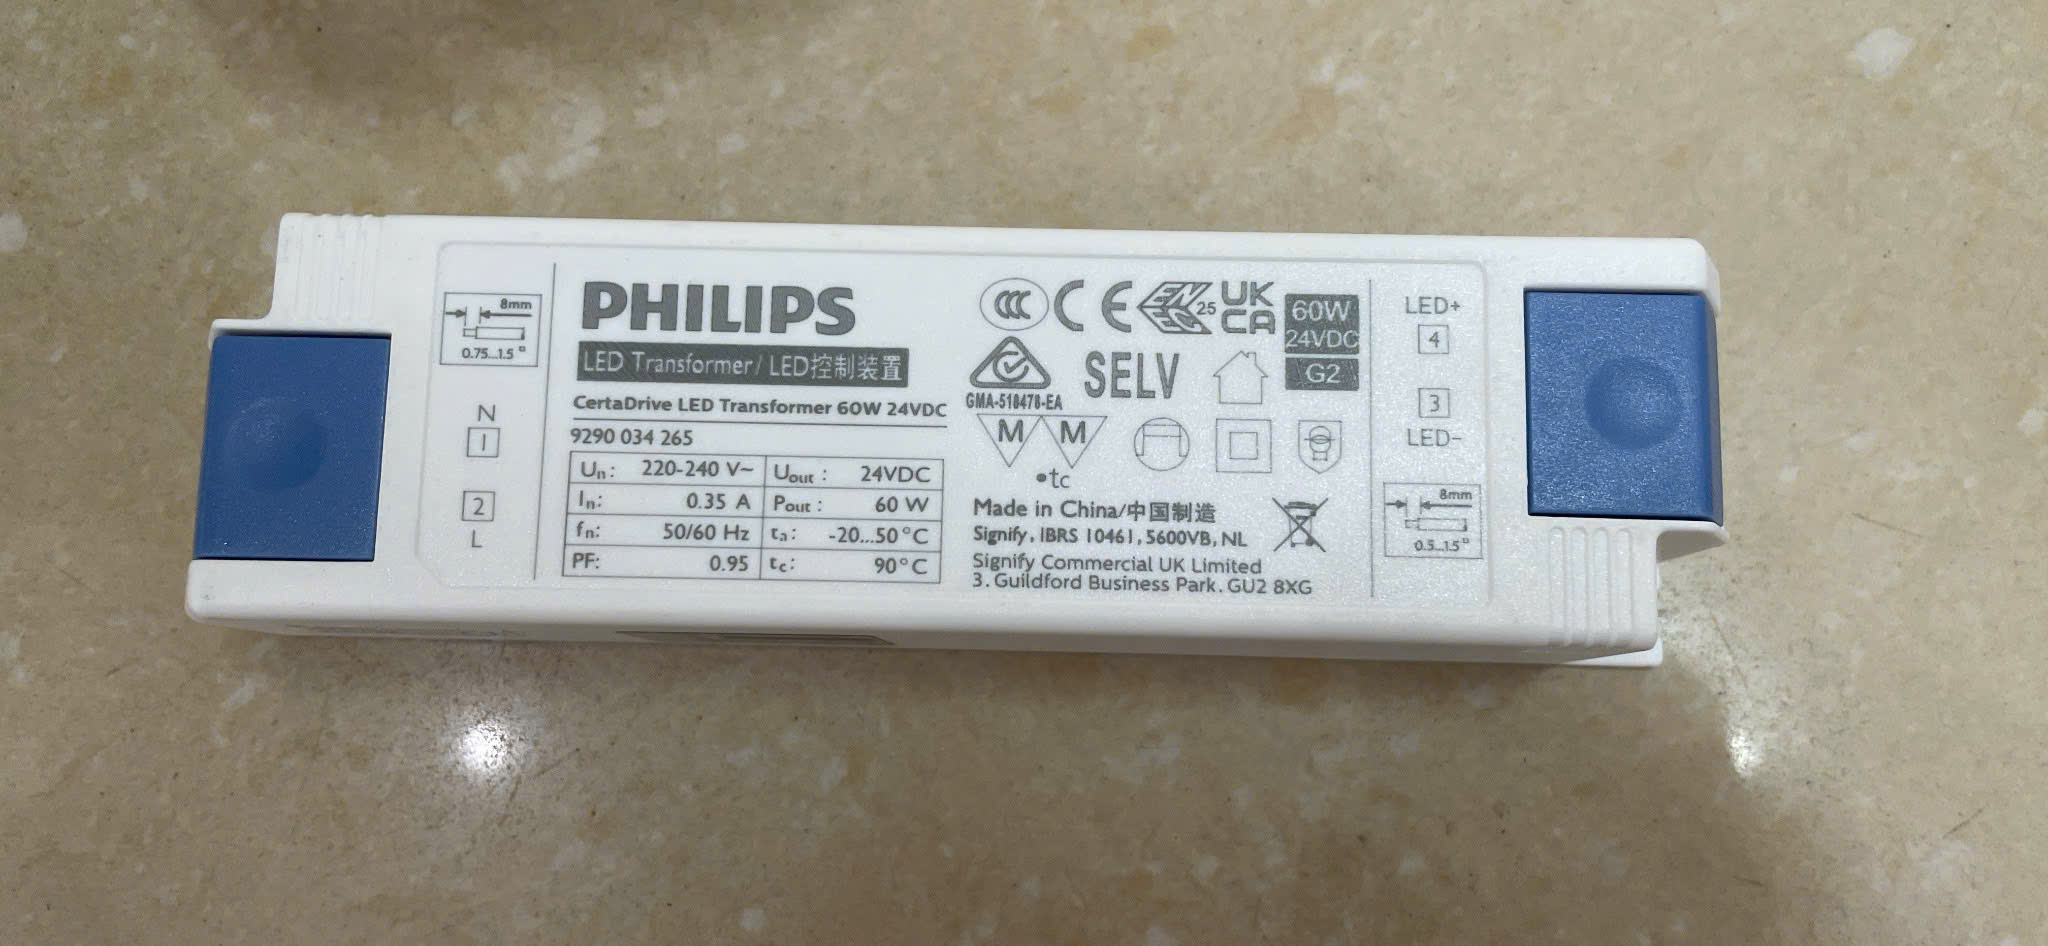 8mm
0.75...1.5
N
1
2
L
PHILIPS
LED Transformer/ LED控制装置
CertaDrive LED Transformer 60W 24VDC
9290 034 265
Un: 220-240 V~ Uout : 24VDC
In: 0.35 A Pout : 60 W
fn: 50/60 Hz ta: -20...50°C
PF: 0.95 tc: 90°C
CCC CE ENEC 25 UK CA
SELV
GMA-518478-EA
M M
•tc
60W
24VDC
G2
Made in China/中国制造
Signify, IBRS 10461, 5600VB, NL
Signify Commercial UK Limited
3. Guildford Business Park. GU2 8XG
LED+
4
3
LED-
8mm
0.5...1.5